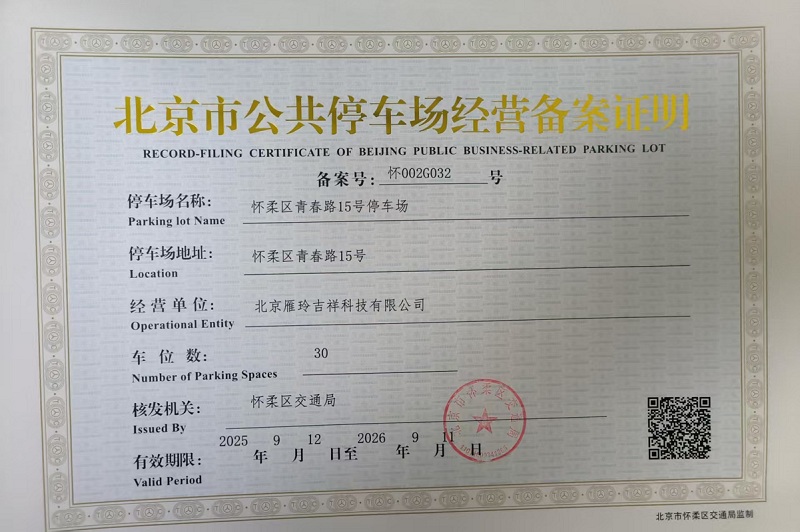 北京市公共停车场经营备案证明
RECORD-FILING CERTIFICATE OF BEIJING PUBLIC BUSINESS-RELATED PARKING LOT
备案号: 怀002G032 号
停车场名称: 怀柔区青春路15号停车场
Parking lot Name
停车场地址: 怀柔区青春路15号
Location
经营单位: 北京雁玲吉祥科技有限公司
Operational Entity
车位数: 30
Number of Parking Spaces
核发机关: 怀柔区交通局
Issued By
有效期限: 2025 年 9 月 12 日至 2026 年 9 月 11 日
Valid Period
北京市怀柔区交通局监制